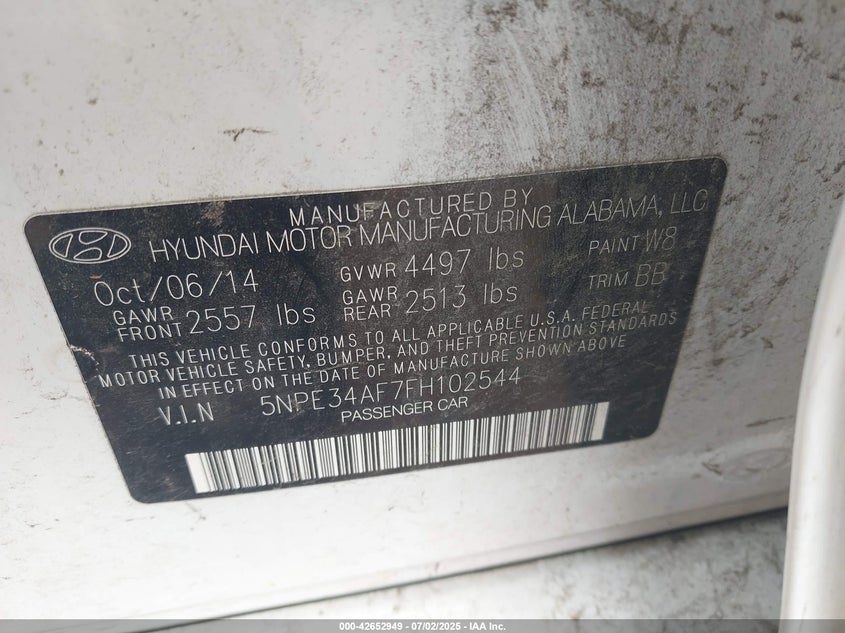 MANUFACTURED BY
HYUNDAI MOTOR MANUFACTURING ALABAMA, LLC
Oct/06/14 GVWR 4497 lbs PAINT W8
GAWR FRONT 2557 lbs GAWR REAR 2513 lbs TRIM BB
THIS VEHICLE CONFORMS TO ALL APPLICABLE U.S.A. FEDERAL
MOTOR VEHICLE SAFETY, BUMPER, AND THEFT PREVENTION STANDARDS
IN EFFECT ON THE DATE OF MANUFACTURE SHOWN ABOVE
V.I.N 5NPE34AF7FH102544
PASSENGER CAR
000-42652949 - 07/02/2025 - IAA Inc.